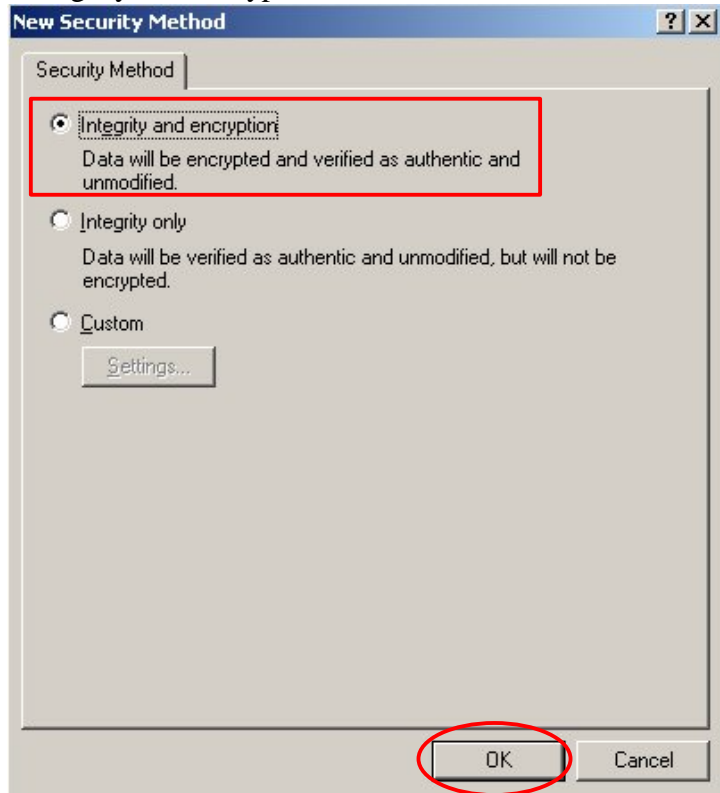 New Security Method
Security Method
Integrity and encryption
Data will be encrypted and verified as authentic and
unmodified.
Integrity only
Data will be verified as authentic and unmodified, but will not be
encrypted.
Custom
Settings...
OK Cancel